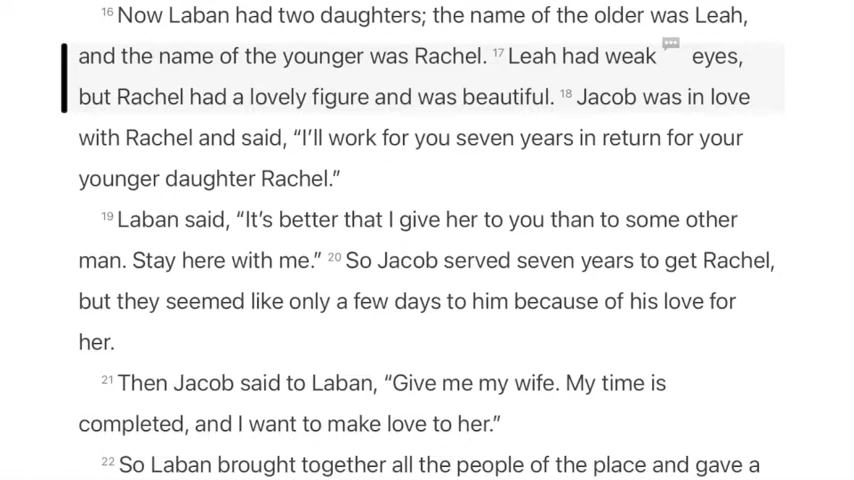 16 Now Laban had two daughters; the name of the older was Leah,
and the name of the younger was Rachel. 17 Leah had weak eyes,
but Rachel had a lovely figure and was beautiful. 18 Jacob was in love
with Rachel and said, “I’ll work for you seven years in return for your
younger daughter Rachel.”
19 Laban said, “It’s better that I give her to you than to some other
man. Stay here with me.” 20 So Jacob served seven years to get Rachel,
but they seemed like only a few days to him because of his love for
her.
21 Then Jacob said to Laban, “Give me my wife. My time is
completed, and I want to make love to her.”
22 So Laban brought together all the people of the place and gave a